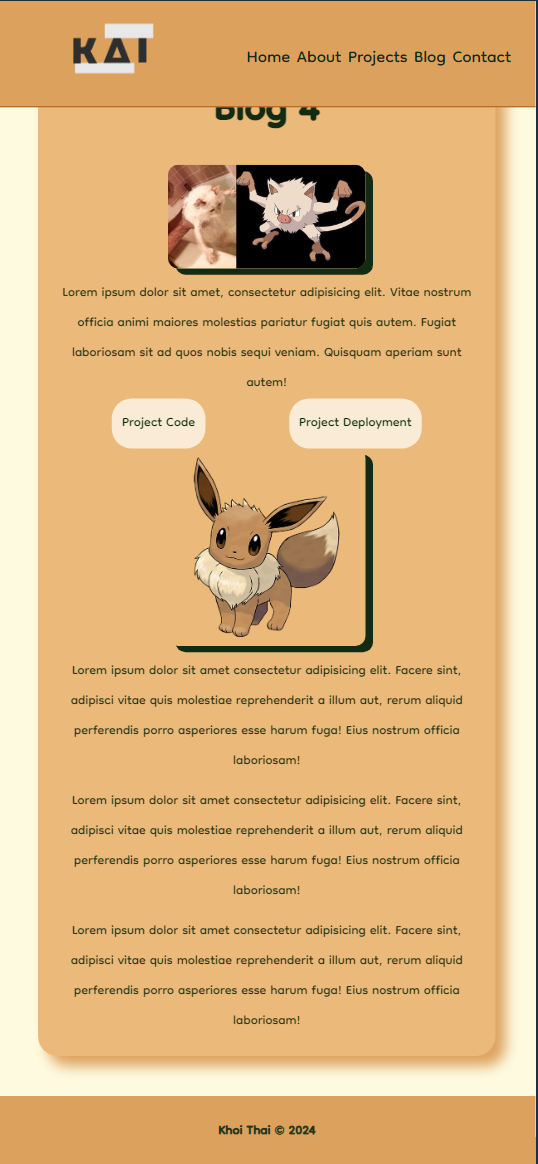 KAI
Home About Projects Blog Contact
Blog 4
Lorem ipsum dolor sit amet, consectetur adipisicing elit. Vitae nostrum
officia animi maiores molestias pariatur fugiat quis autem. Fugiat
laboriosam sit ad quos nobis sequi veniam. Quisquam aperiam sunt
autem!
Project Code
Project Deployment
Lorem ipsum dolor sit amet consectetur adipisicing elit. Facere sint,
adipisci vitae quis molestiae reprehenderit a illum aut, rerum aliquid
perferendis porro asperiores esse harum fuga! Eius nostrum officia
laboriosam!
Lorem ipsum dolor sit amet consectetur adipisicing elit. Facere sint,
adipisci vitae quis molestiae reprehenderit a illum aut, rerum aliquid
perferendis porro asperiores esse harum fuga! Eius nostrum officia
laboriosam!
Lorem ipsum dolor sit amet consectetur adipisicing elit. Facere sint,
adipisci vitae quis molestiae reprehenderit a illum aut, rerum aliquid
perferendis porro asperiores esse harum fuga! Eius nostrum officia
laboriosam!
Khoi Thai © 2024